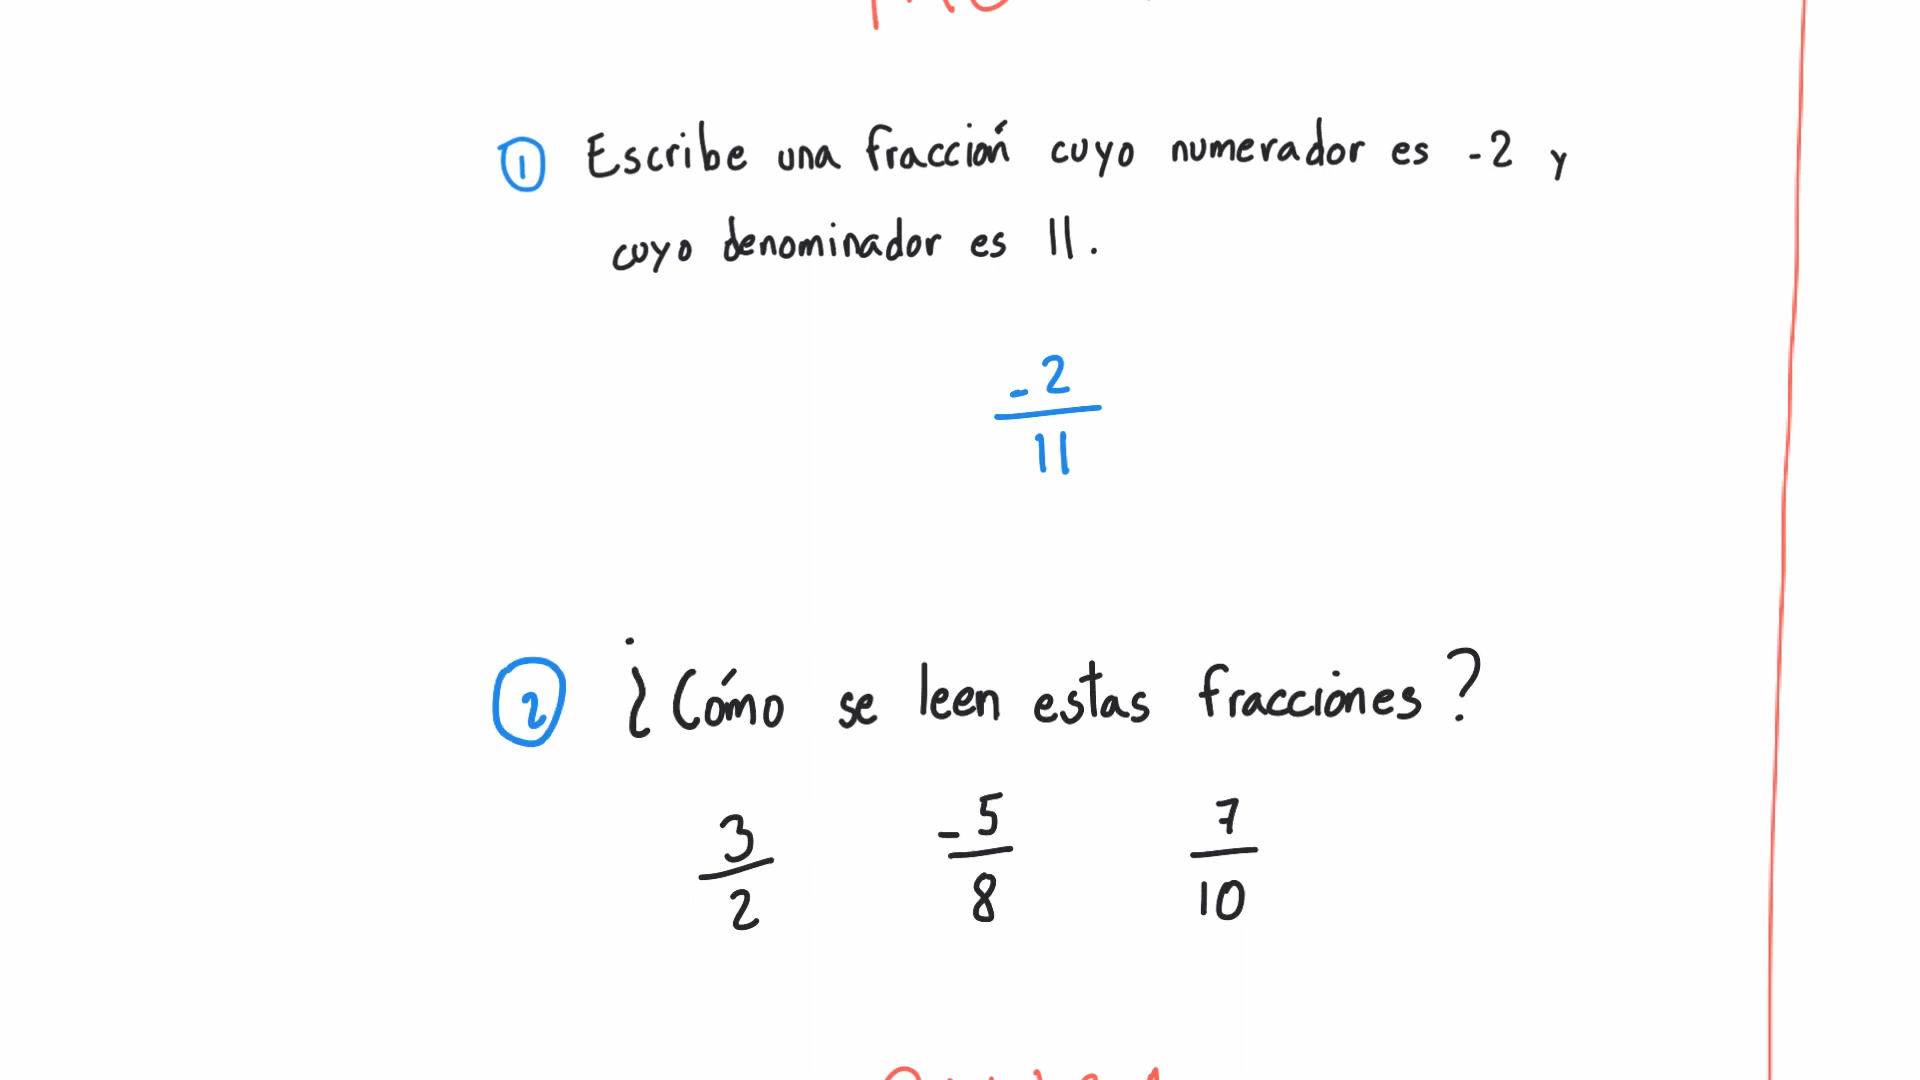 ① Escribe una fracción cuyo numerador es -2 y
cuyo denominador es 11.
-2
11
② ¿Cómo se leen estas fracciones?
3 -5 7
2 8 10